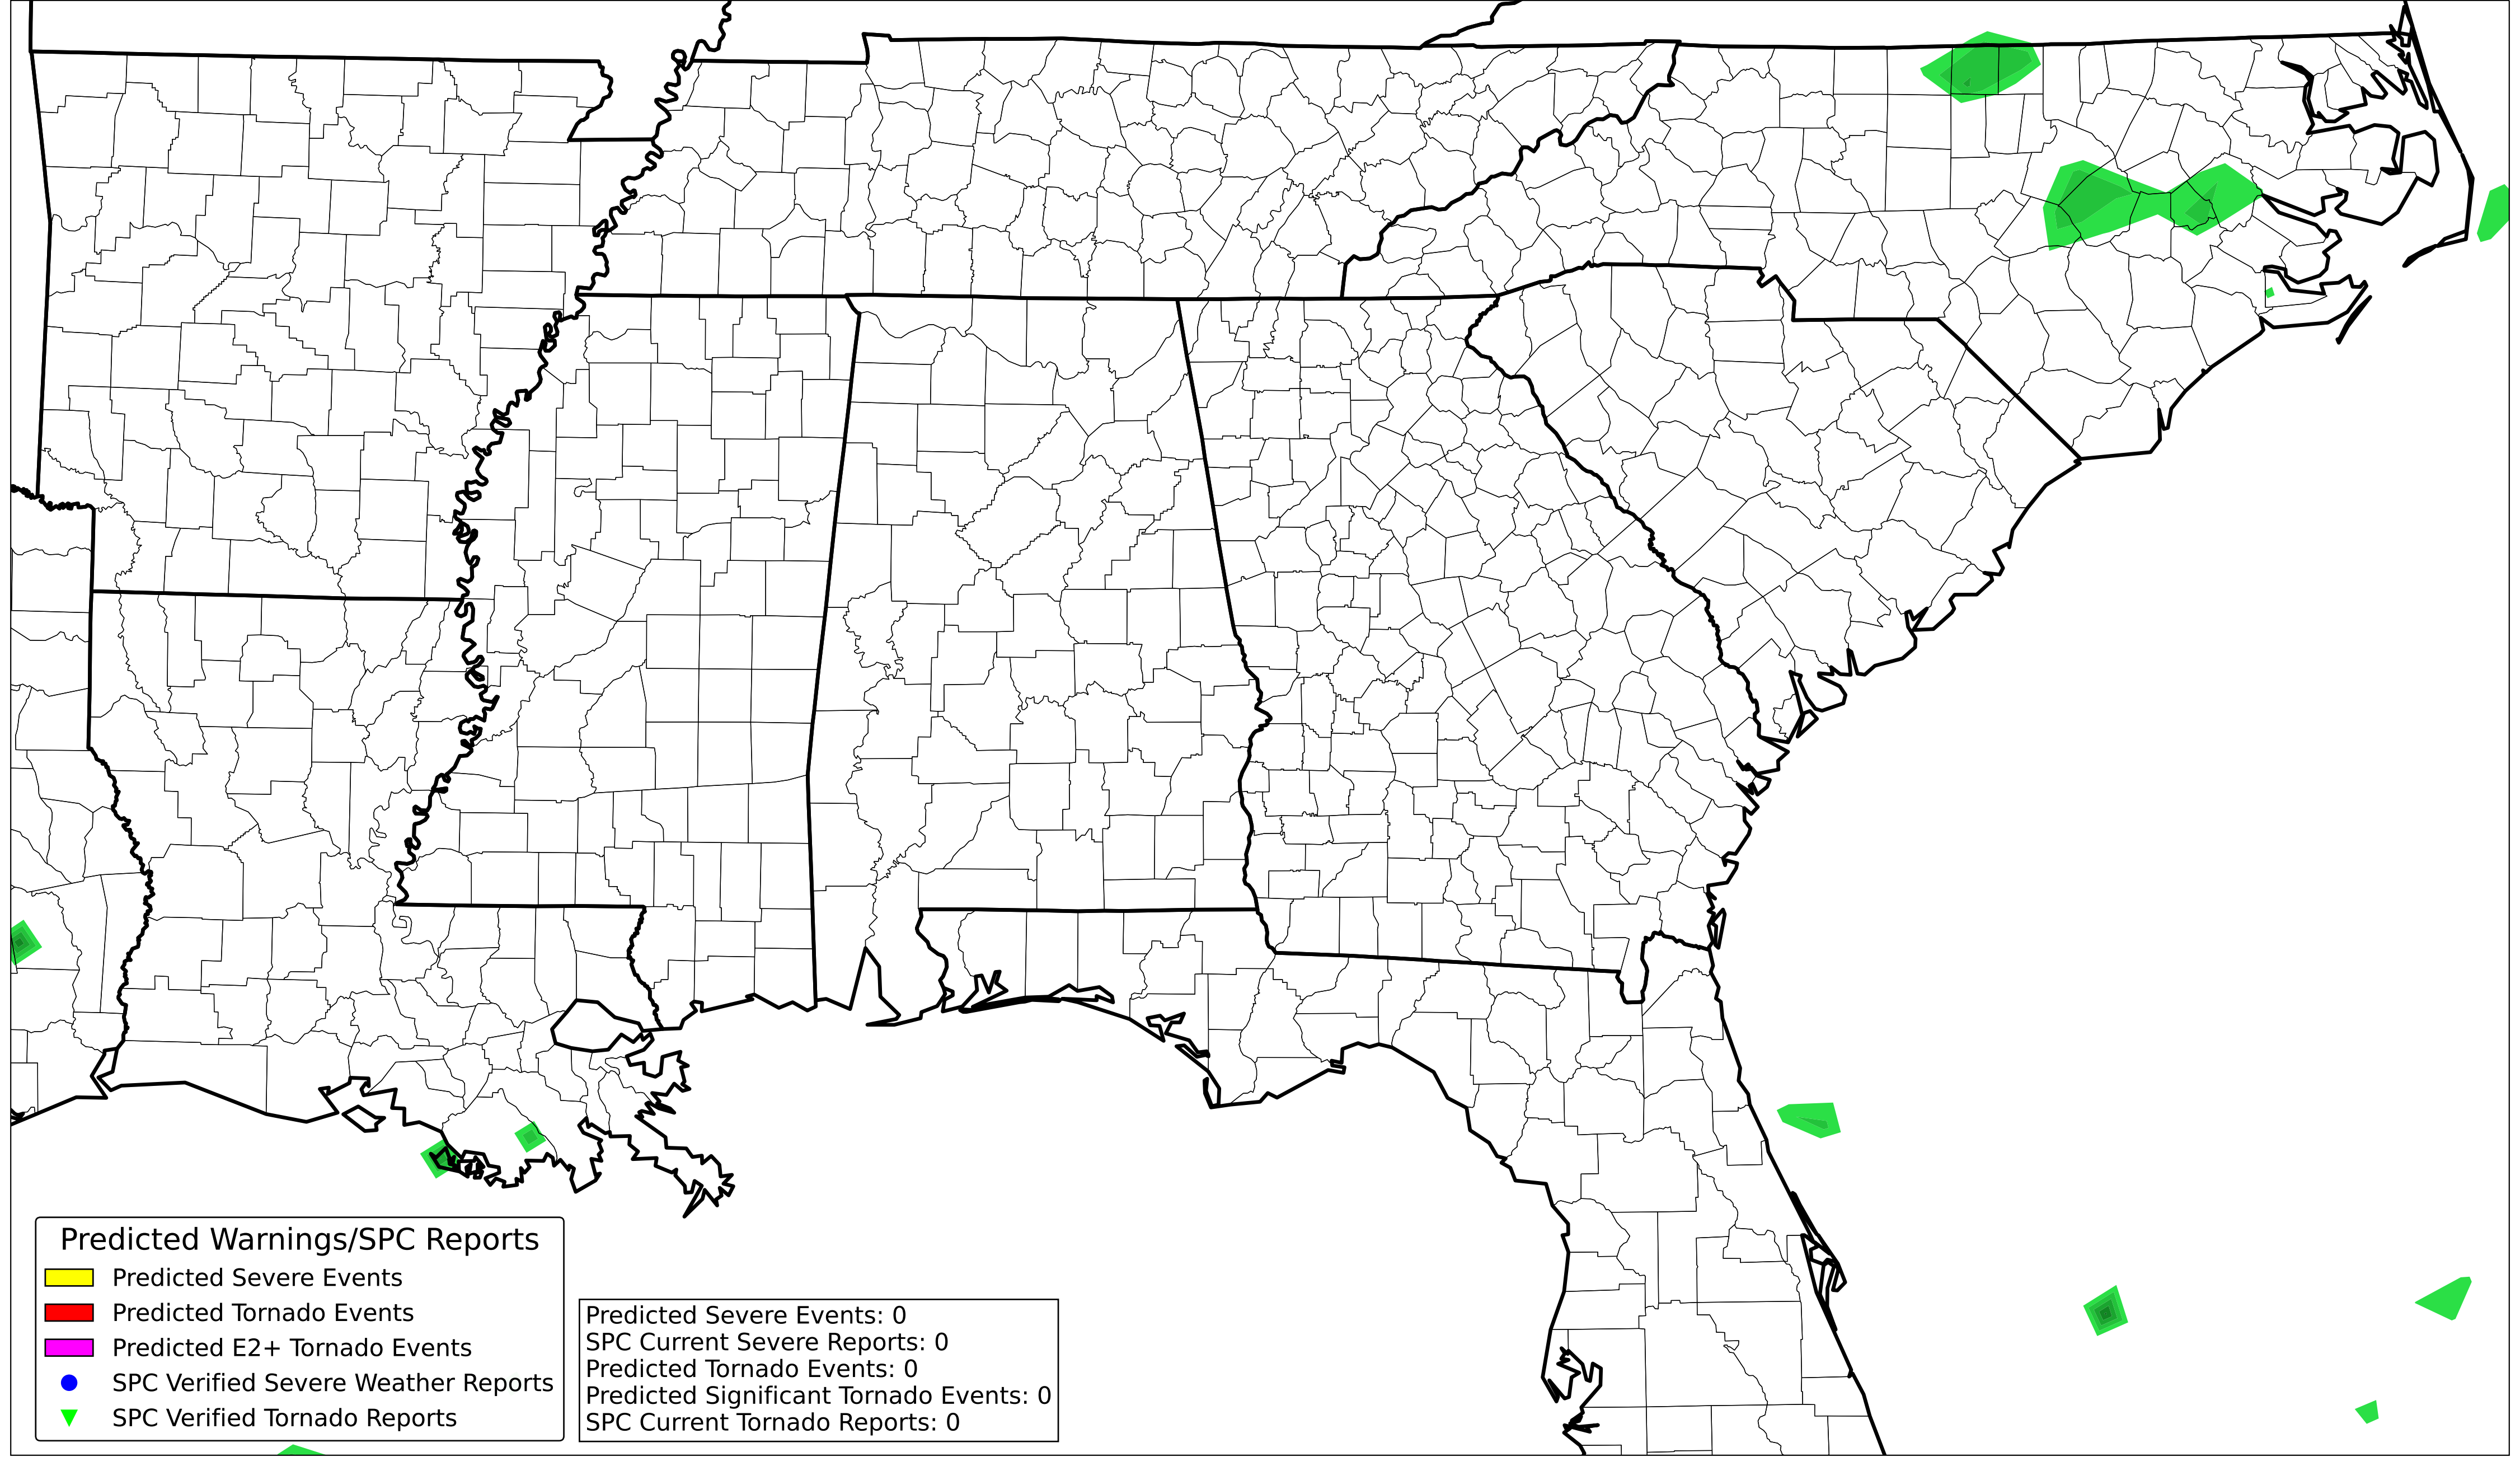 Predicted Warnings/SPC Reports
Predicted Severe Events
Predicted Tornado Events
Predicted E2+ Tornado Events
SPC Verified Severe Weather Reports
SPC Verified Tornado Reports
Predicted Severe Events: 0
SPC Current Severe Reports: 0
Predicted Tornado Events: 0
Predicted Significant Tornado Events: 0
SPC Current Tornado Reports: 0